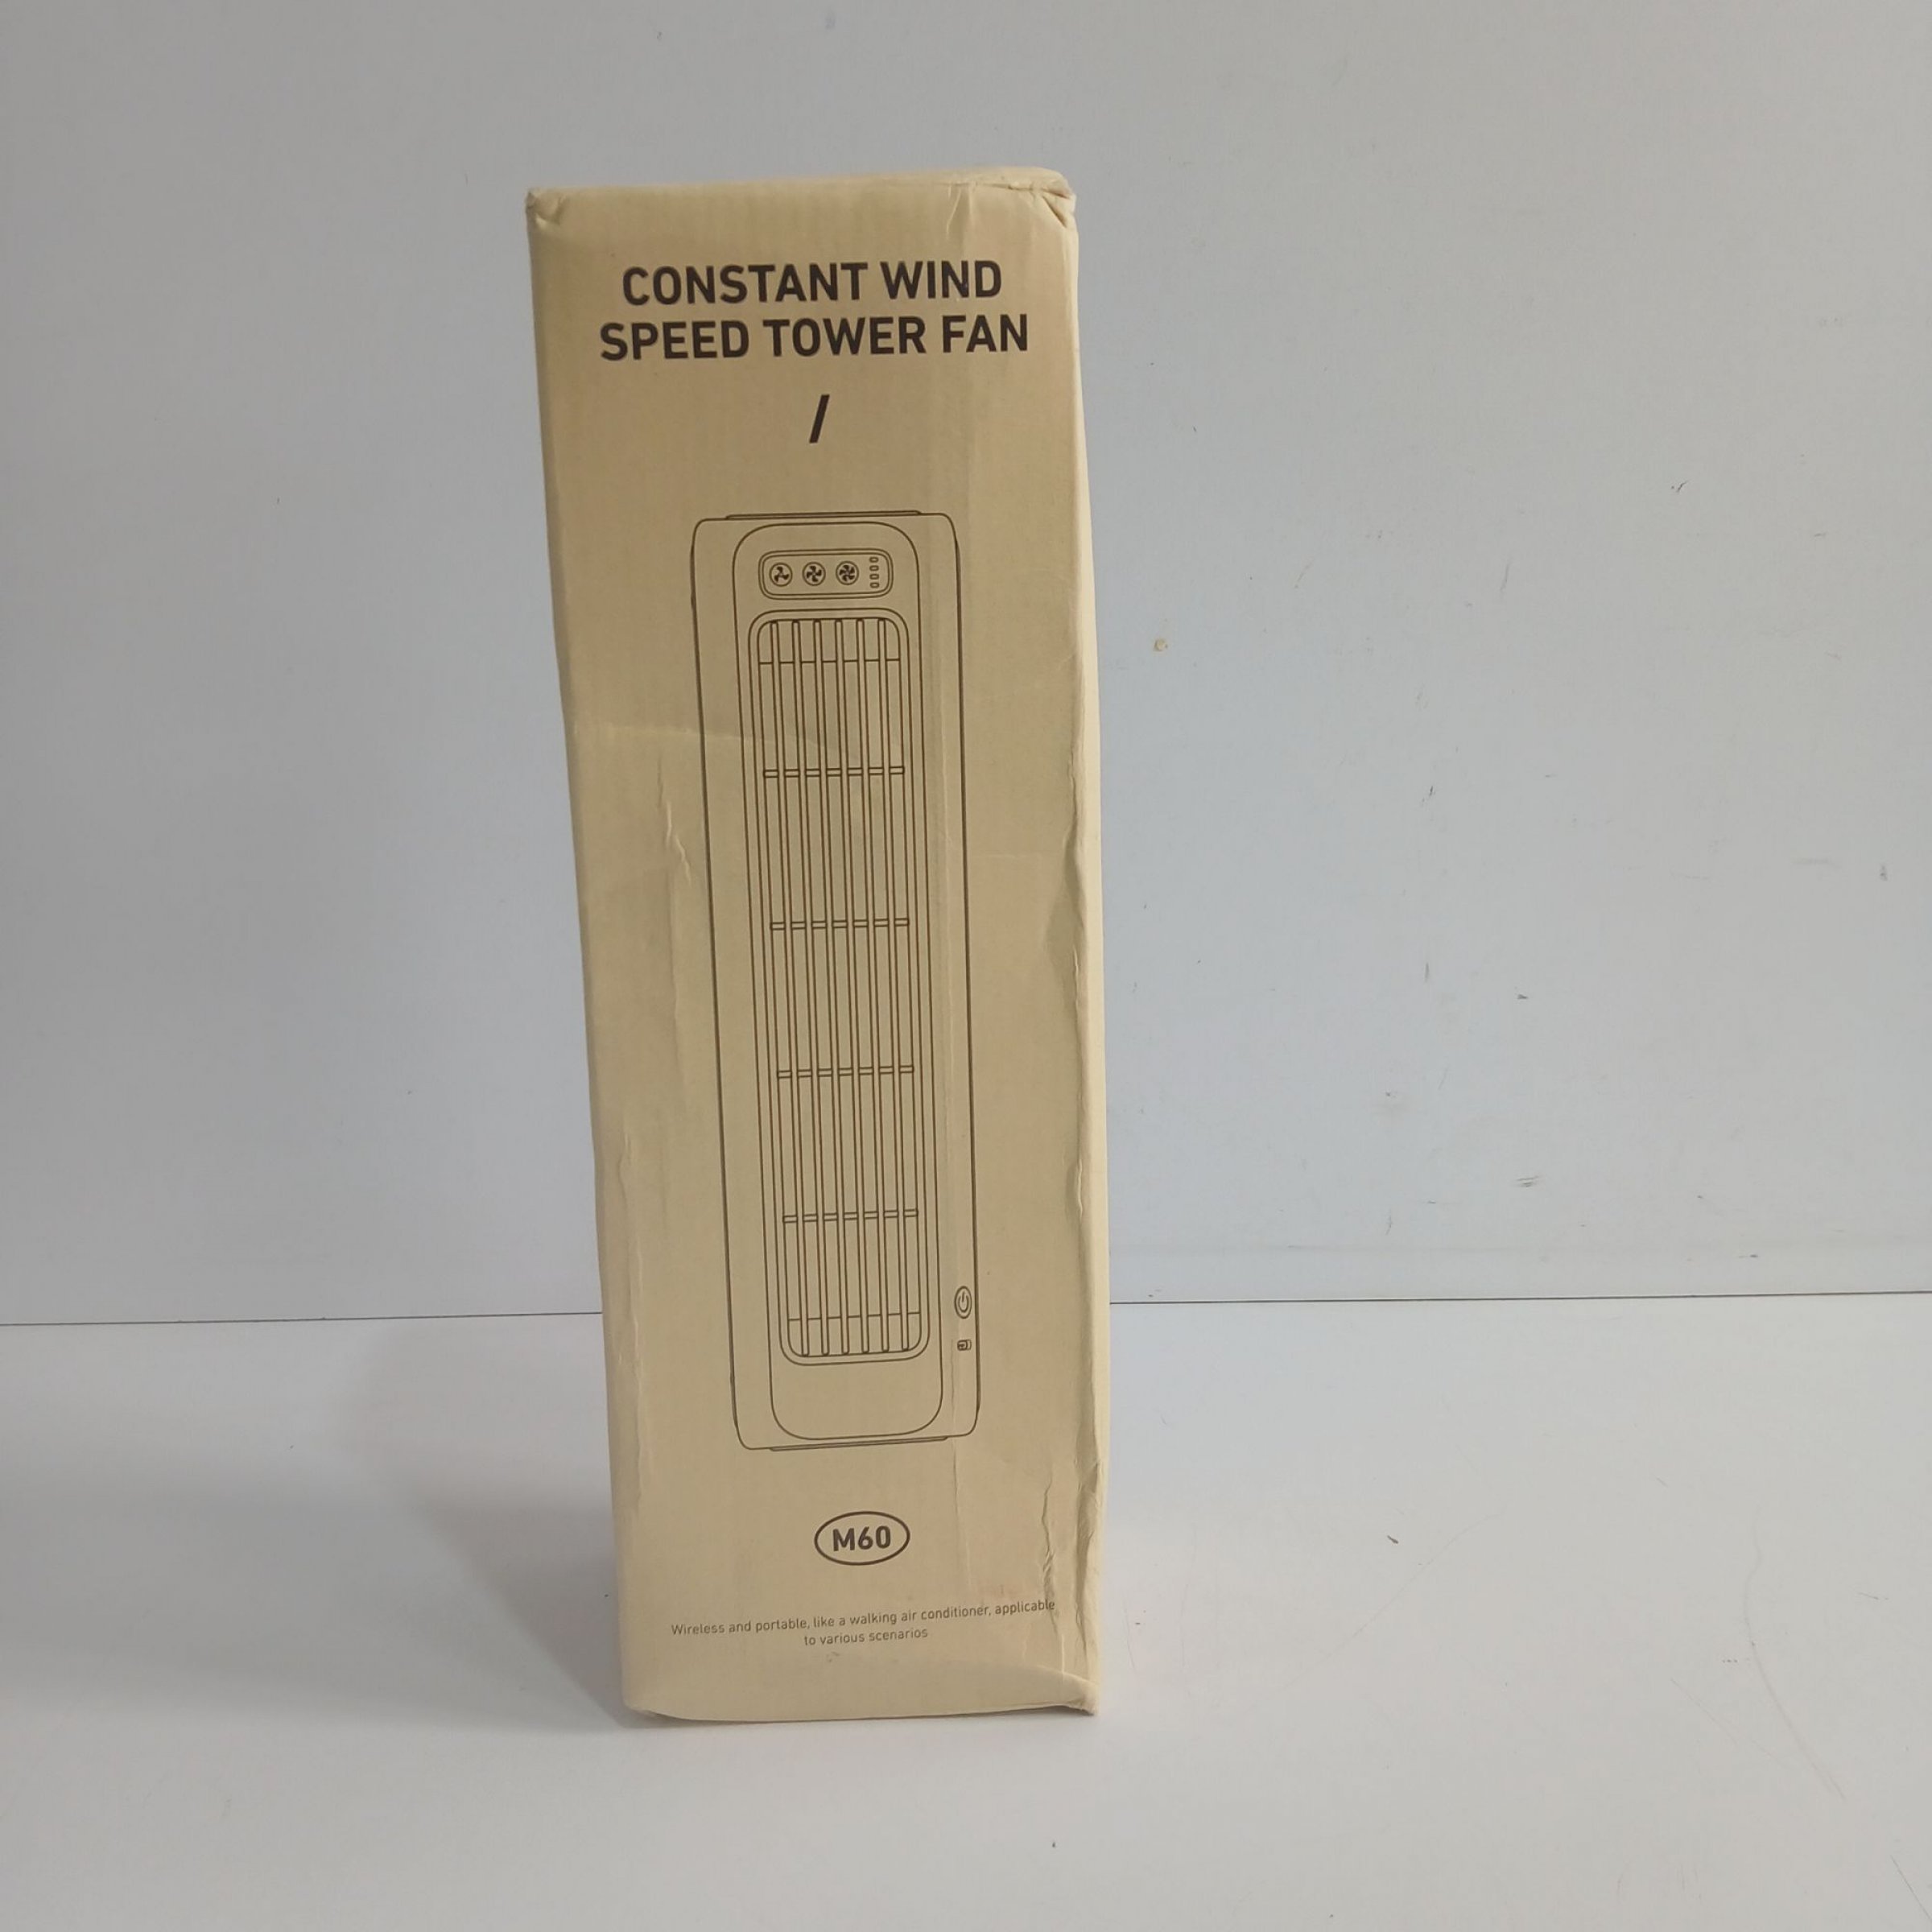 CONSTANT WIND
SPEED TOWER FAN
/
M60
Wireless and portable, like a walking air conditioner, applicable
to various scenarios